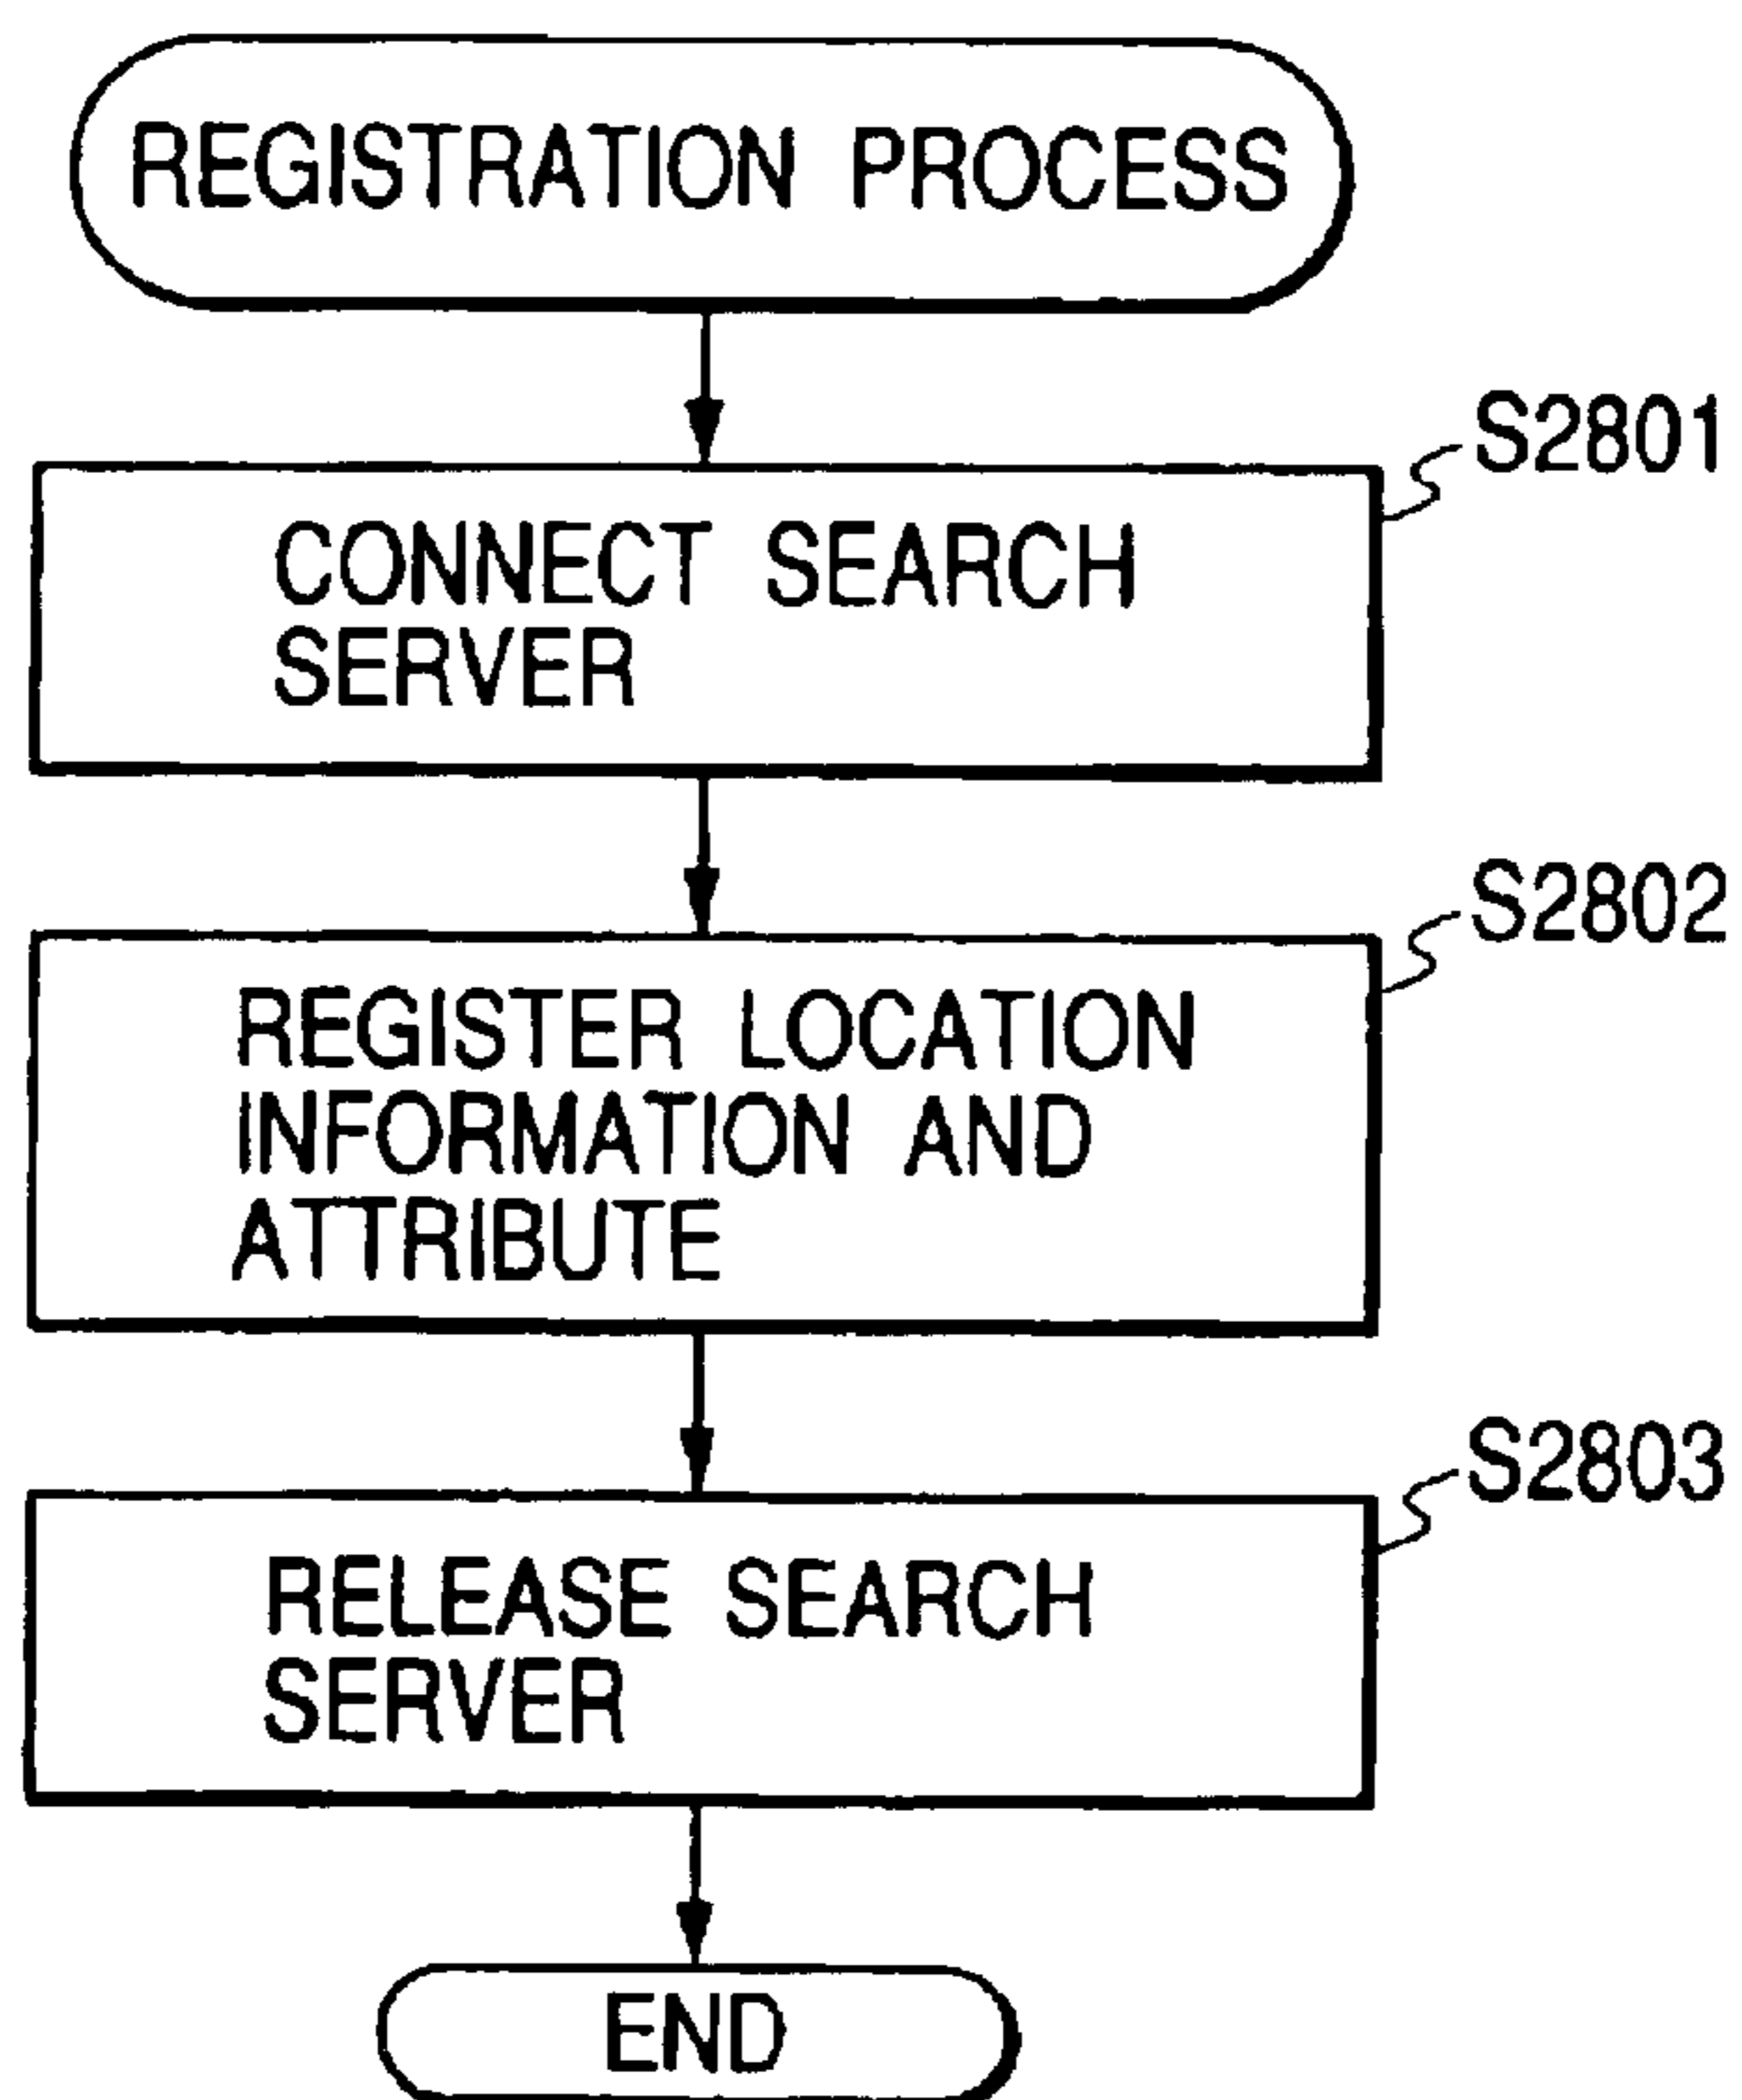 REGISTRATION PROCESS
S2801
CONNECT SEARCH
SERVER
S2802
REGISTER LOCATION
INFORMATION AND
ATTRIBUTE
S2803
RELEASE SEARCH
SERVER
END